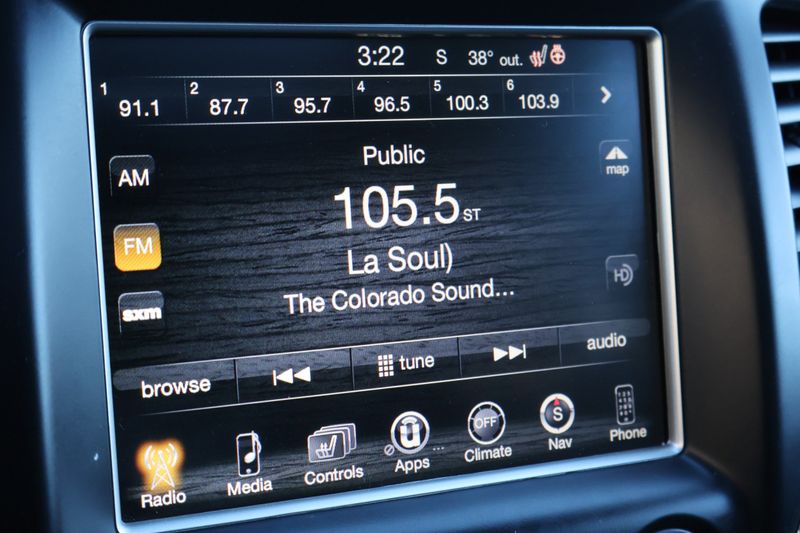 3:22 S 38° out.
1 91.1 2 87.7 3 95.7 4 96.5 5 100.3 6 103.9
Public
AM
map
105.5 ST
FM
La Soul)
HD
The Colorado Sound...
sxm
browse tune audio
OFF S
Radio Media Controls Apps ... Climate Nav Phone